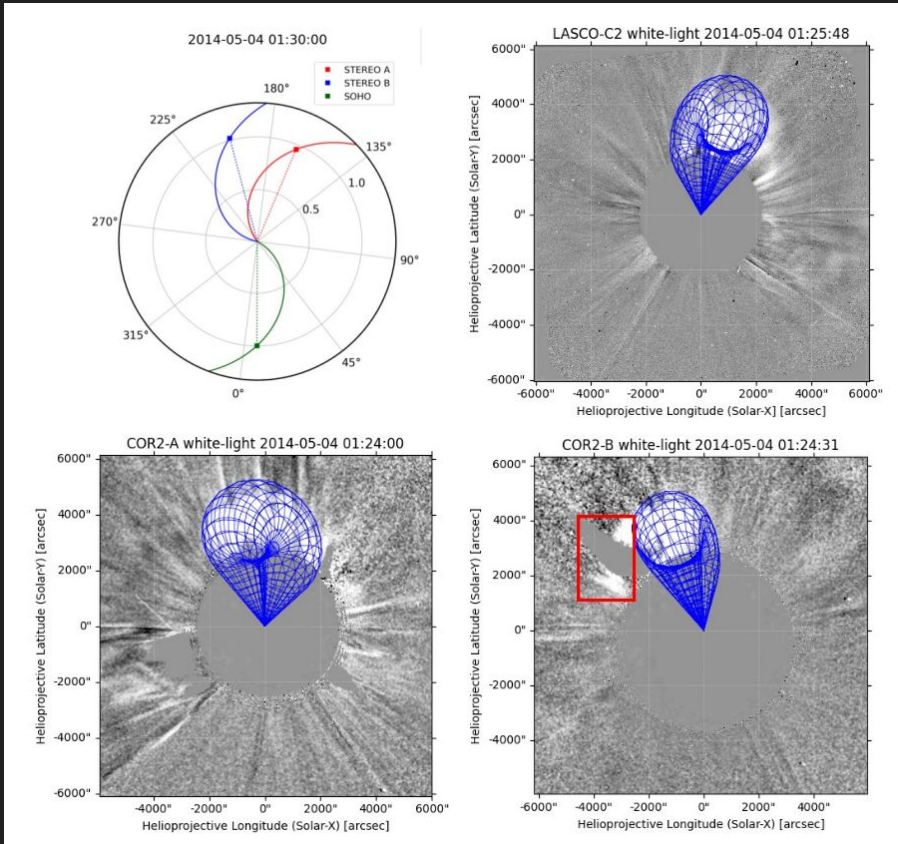 2014-05-04 01:30:00
STEREO A
STEREO B
SOHO
180°
225°
135°
1.0
0.5
270°
90°
315°
45°
0°
LASCO-C2 white-light 2014-05-04 01:25:48
6000"
4000"
2000"
0"
-2000"
-4000"
-6000"
Helioprojective Latitude (Solar-Y) [arcsec]
-6000" -4000" -2000" 0" 2000" 4000" 6000"
Helioprojective Longitude (Solar-X) [arcsec]
COR2-A white-light 2014-05-04 01:24:00
6000"
4000"
2000"
0"
-2000"
-4000"
-6000"
Helioprojective Latitude (Solar-Y) [arcsec]
-4000" -2000" 0" 2000" 4000" 6000"
Helioprojective Longitude (Solar-X) [arcsec]
COR2-B white-light 2014-05-04 01:24:31
6000"
4000"
2000"
0"
-2000"
-4000"
Helioprojective Latitude (Solar-Y) [arcsec]
-6000" -4000" -2000" 0" 2000" 4000"
Helioprojective Longitude (Solar-X) [arcsec]